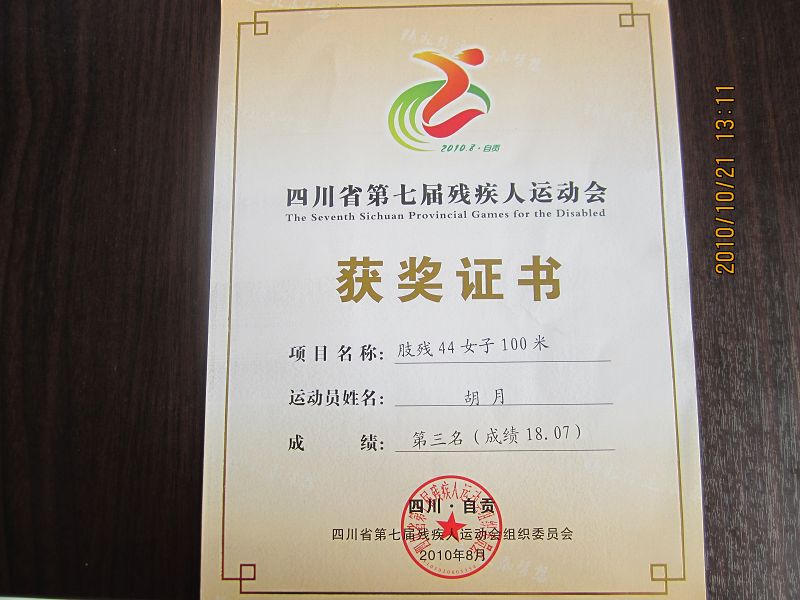 2010.8·自贡
四川省第七届残疾人运动会
The Seventh Sichuan Provincial Games for the Disabled
获奖证书
项目名称：肢残44女子100米
运动员姓名：胡月
成绩：第三名（成绩18.07）
四川·自贡
四川省第七届残疾人运动会组织委员会
2010年8月
2010/10/21 13:11